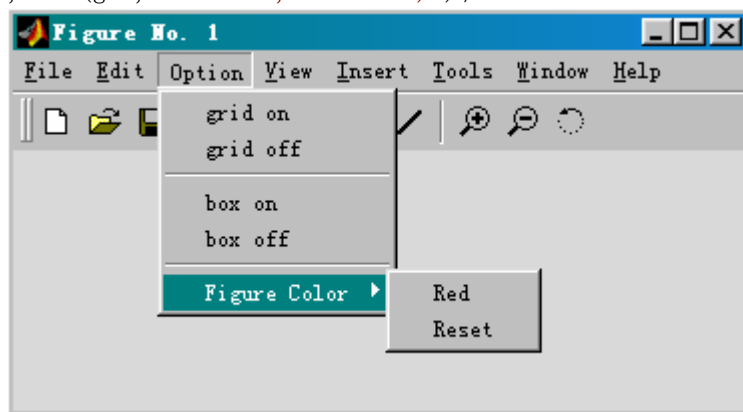 Figure No. 1
File Edit Option View Insert Tools Window Help
grid on
grid off
box on
box off
Figure Color
Red
Reset